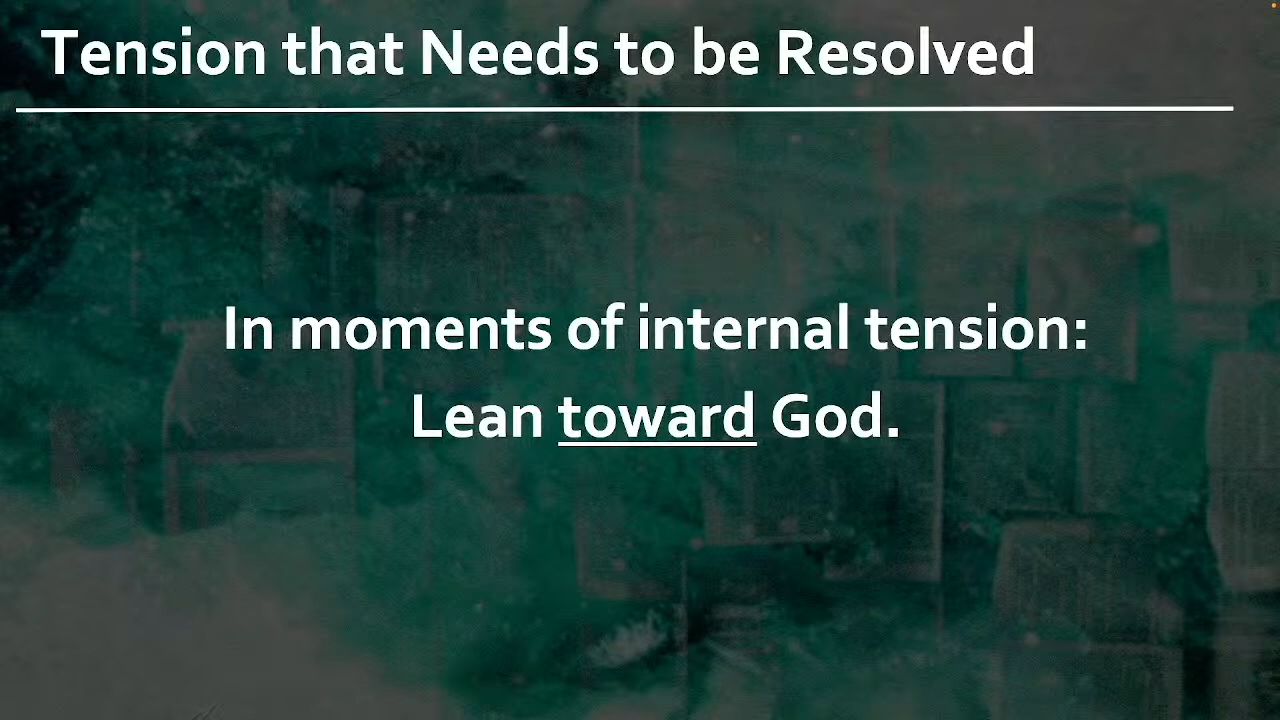 Tension that Needs to be Resolved
In moments of internal tension:
Lean toward God.